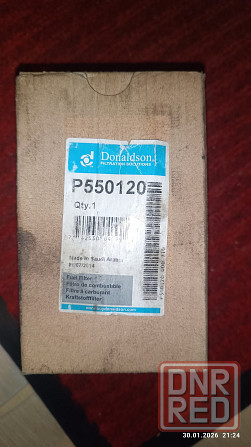 Donaldson
FILTRATION SOLUTIONS
P550120
Qty.1
Made in Saudi Arabia
Fuel Filter
Filtro de combustible
Filtre à carburant
Kraftstofffilter
DNR
RED
30.01.2026 21:24